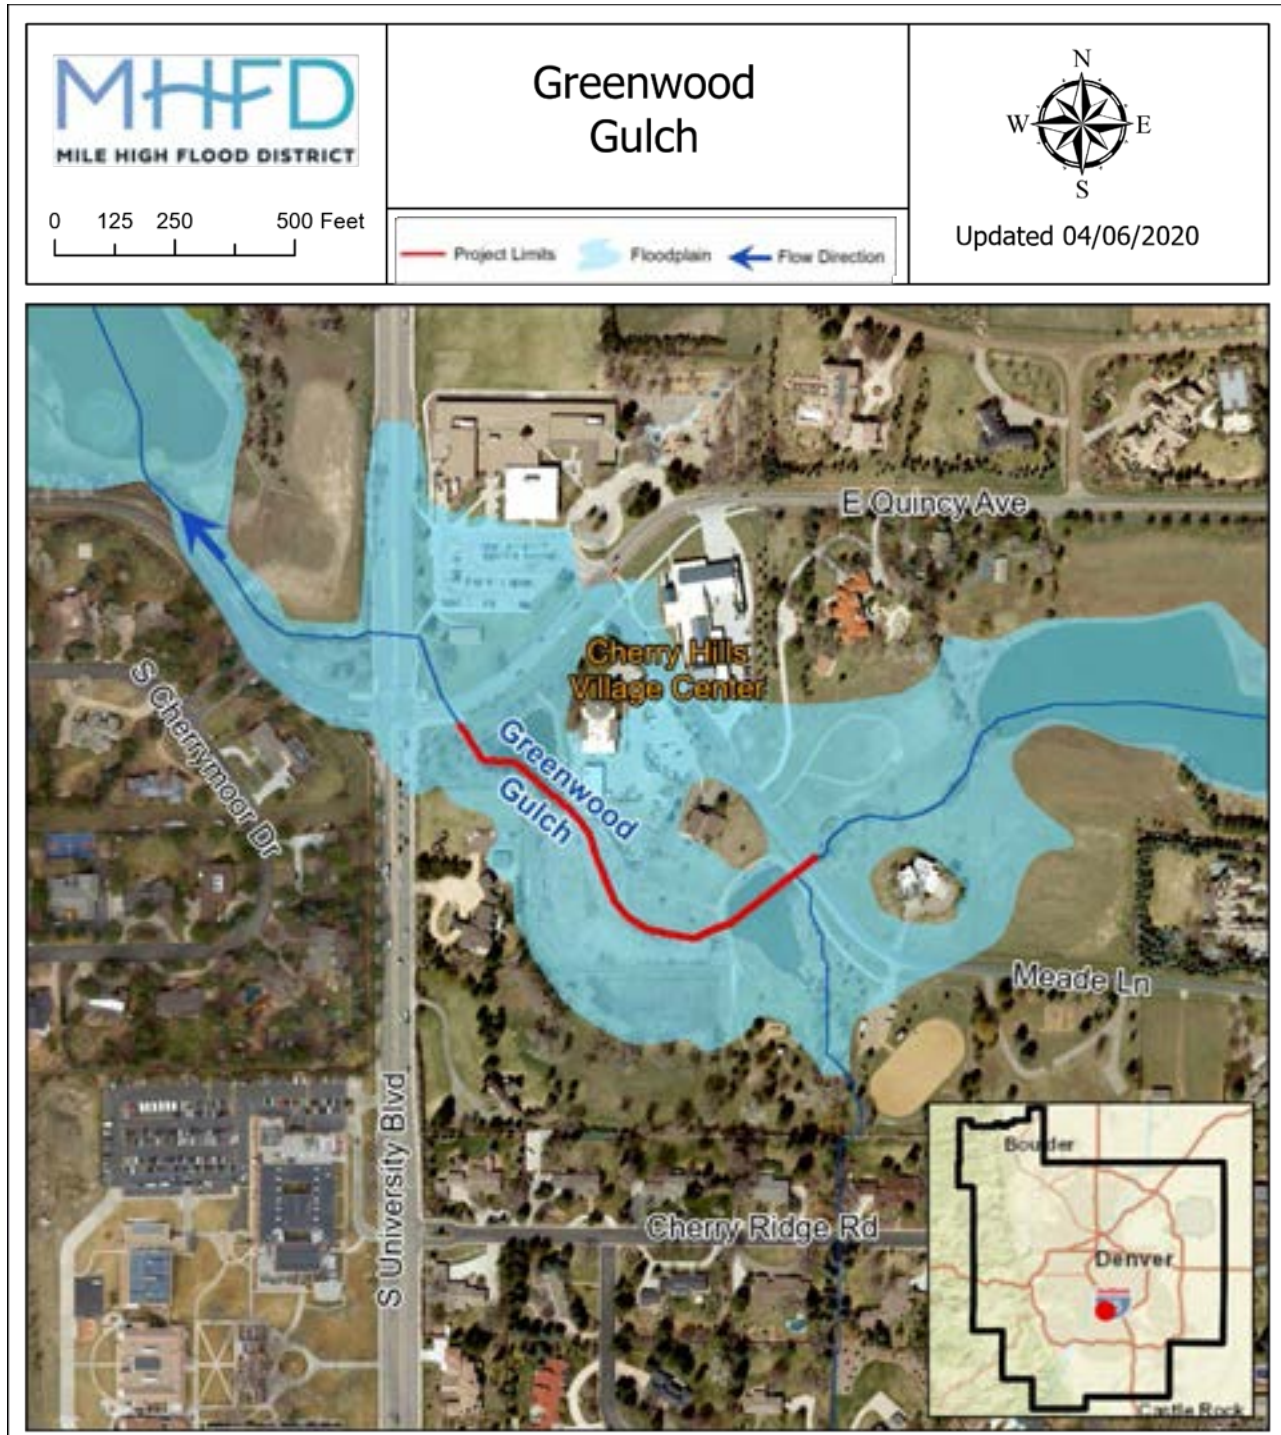 MHFD
MILE HIGH FLOOD DISTRICT
0 125 250 500 Feet
Greenwood
Gulch
Project Limits
Floodplain
Flow Direction
N
W E
S
Updated 04/06/2020
E Quincy Ave
Cherry Hills
Village Center
S Cherrymoor Dr
Greenwood
Gulch
Meade Ln
S University Blvd
Cherry Ridge Rd
Boulder
Denver
Castle Rock